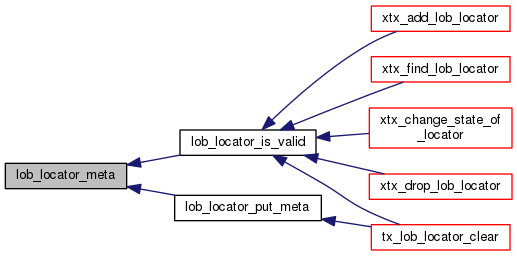 xtx_add_lob_locator
xtx_find_lob_locator
xtx_change_state_of
_locator
lob_locator_is_valid
lob_locator_meta
xtx_drop_lob_locator
lob_locator_put_meta
tx_lob_locator_clear